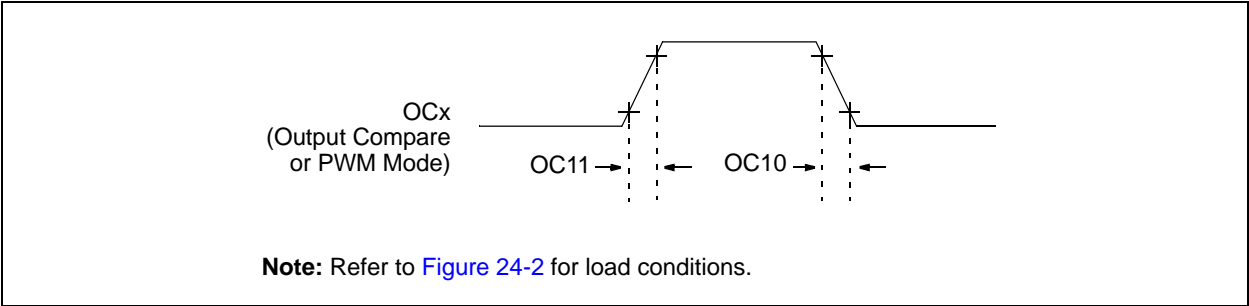 OCx
(Output Compare
or PWM Mode)
OC11
OC10
Note: Refer to Figure 24-2 for load conditions.